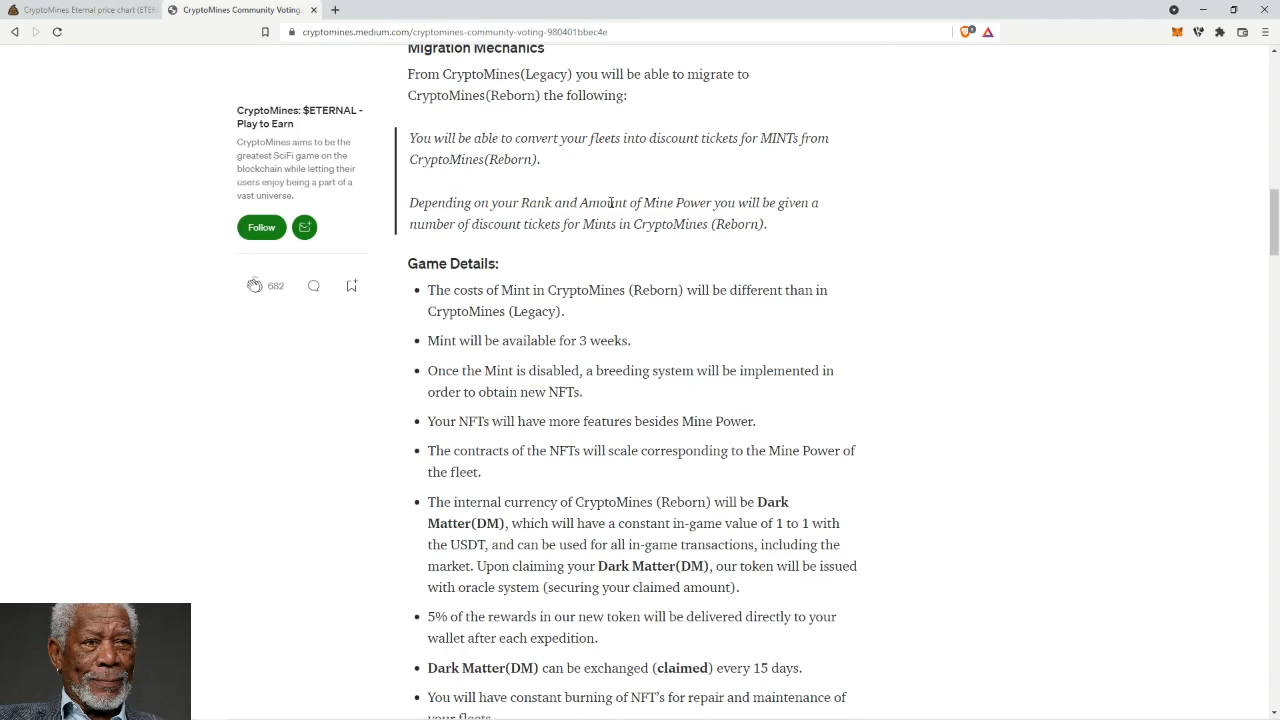 CryptoMines Eternal price chart (ETER
CryptoMines Community Voting.
cryptomines.medium.com/cryptomines-community-voting-980401bbec4e
Migration Mechanics
From CryptoMines(Legacy) you will be able to migrate to
CryptoMines(Reborn) the following:
CryptoMines: $ETERNAL -
Play to Earn
CryptoMines aims to be the
greatest SciFi game on the
blockchain while letting their
users enjoy being a part of a
vast universe.
Follow
682
You will be able to convert your fleets into discount tickets for MINTs from
CryptoMines(Reborn).
Depending on your Rank and Amount of Mine Power you will be given a
number of discount tickets for Mints in CryptoMines (Reborn).
Game Details:
• The costs of Mint in CryptoMines (Reborn) will be different than in
CryptoMines (Legacy).
• Mint will be available for 3 weeks.
• Once the Mint is disabled, a breeding system will be implemented in
order to obtain new NFTs.
• Your NFTs will have more features besides Mine Power.
• The contracts of the NFTs will scale corresponding to the Mine Power of
the fleet.
• The internal currency of CryptoMines (Reborn) will be Dark
Matter(DM), which will have a constant in-game value of 1 to 1 with
the USDT, and can be used for all in-game transactions, including the
market. Upon claiming your Dark Matter(DM), our token will be issued
with oracle system (securing your claimed amount).
• 5% of the rewards in our new token will be delivered directly to your
wallet after each expedition.
• Dark Matter(DM) can be exchanged (claimed) every 15 days.
• You will have constant burning of NFT's for repair and maintenance of
your fleets